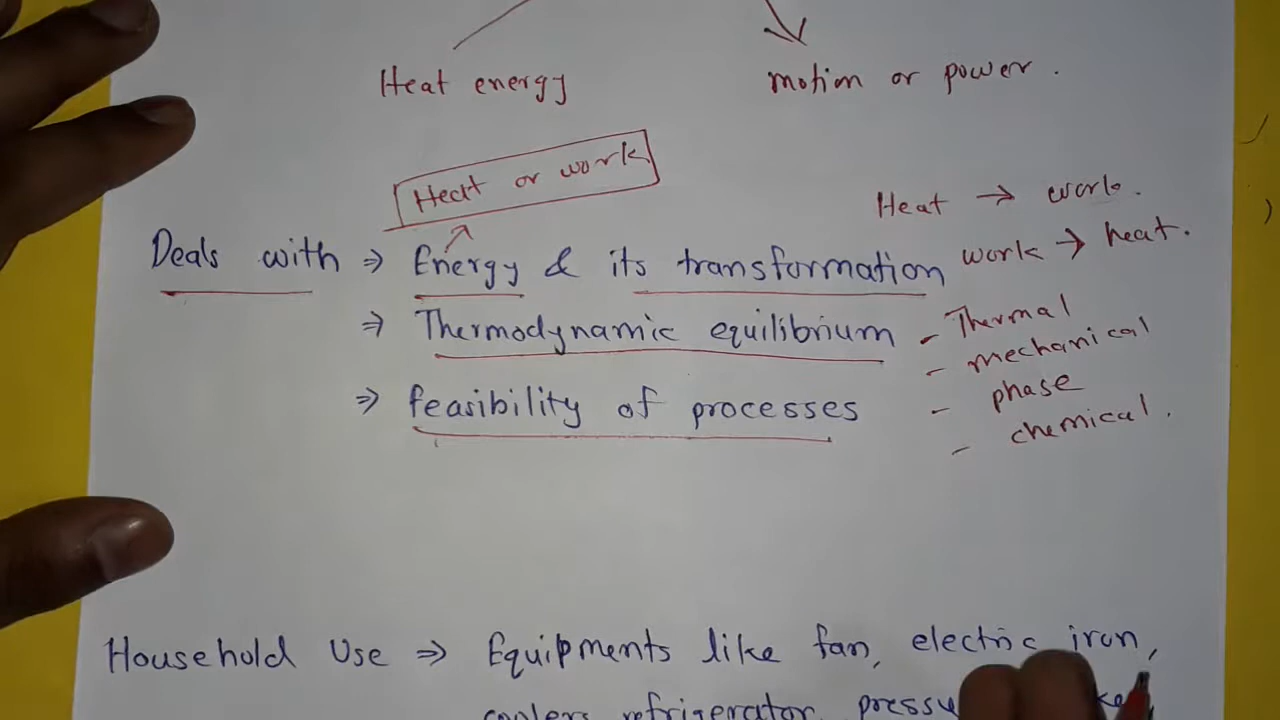 Heat energy motion or power.
Heat or work
Heat → work.
Deals with ⇒ Energy & its transformation work → heat.
⇒ Thermodynamic equilibrium - Thermal
- mechanical
⇒ feasibility of processes - phase
- chemical.
Household Use ⇒ Equipments like fan, electric iron,
coolers refrigerator